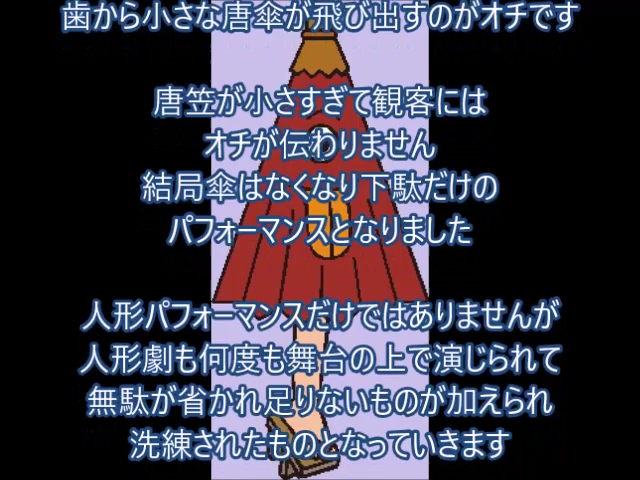 歯から小さな唐傘が飛び出すのがオチです
唐笠が小さすぎて観客には
オチが伝わりません
結局傘はなくなり下駄だけの
パフォーマンスとなりました
人形パフォーマンスだけではありませんが
人形劇も何度も舞台の上で演じられて
無駄が省かれ足りないものが加えられ
洗練されたものとなっていきます